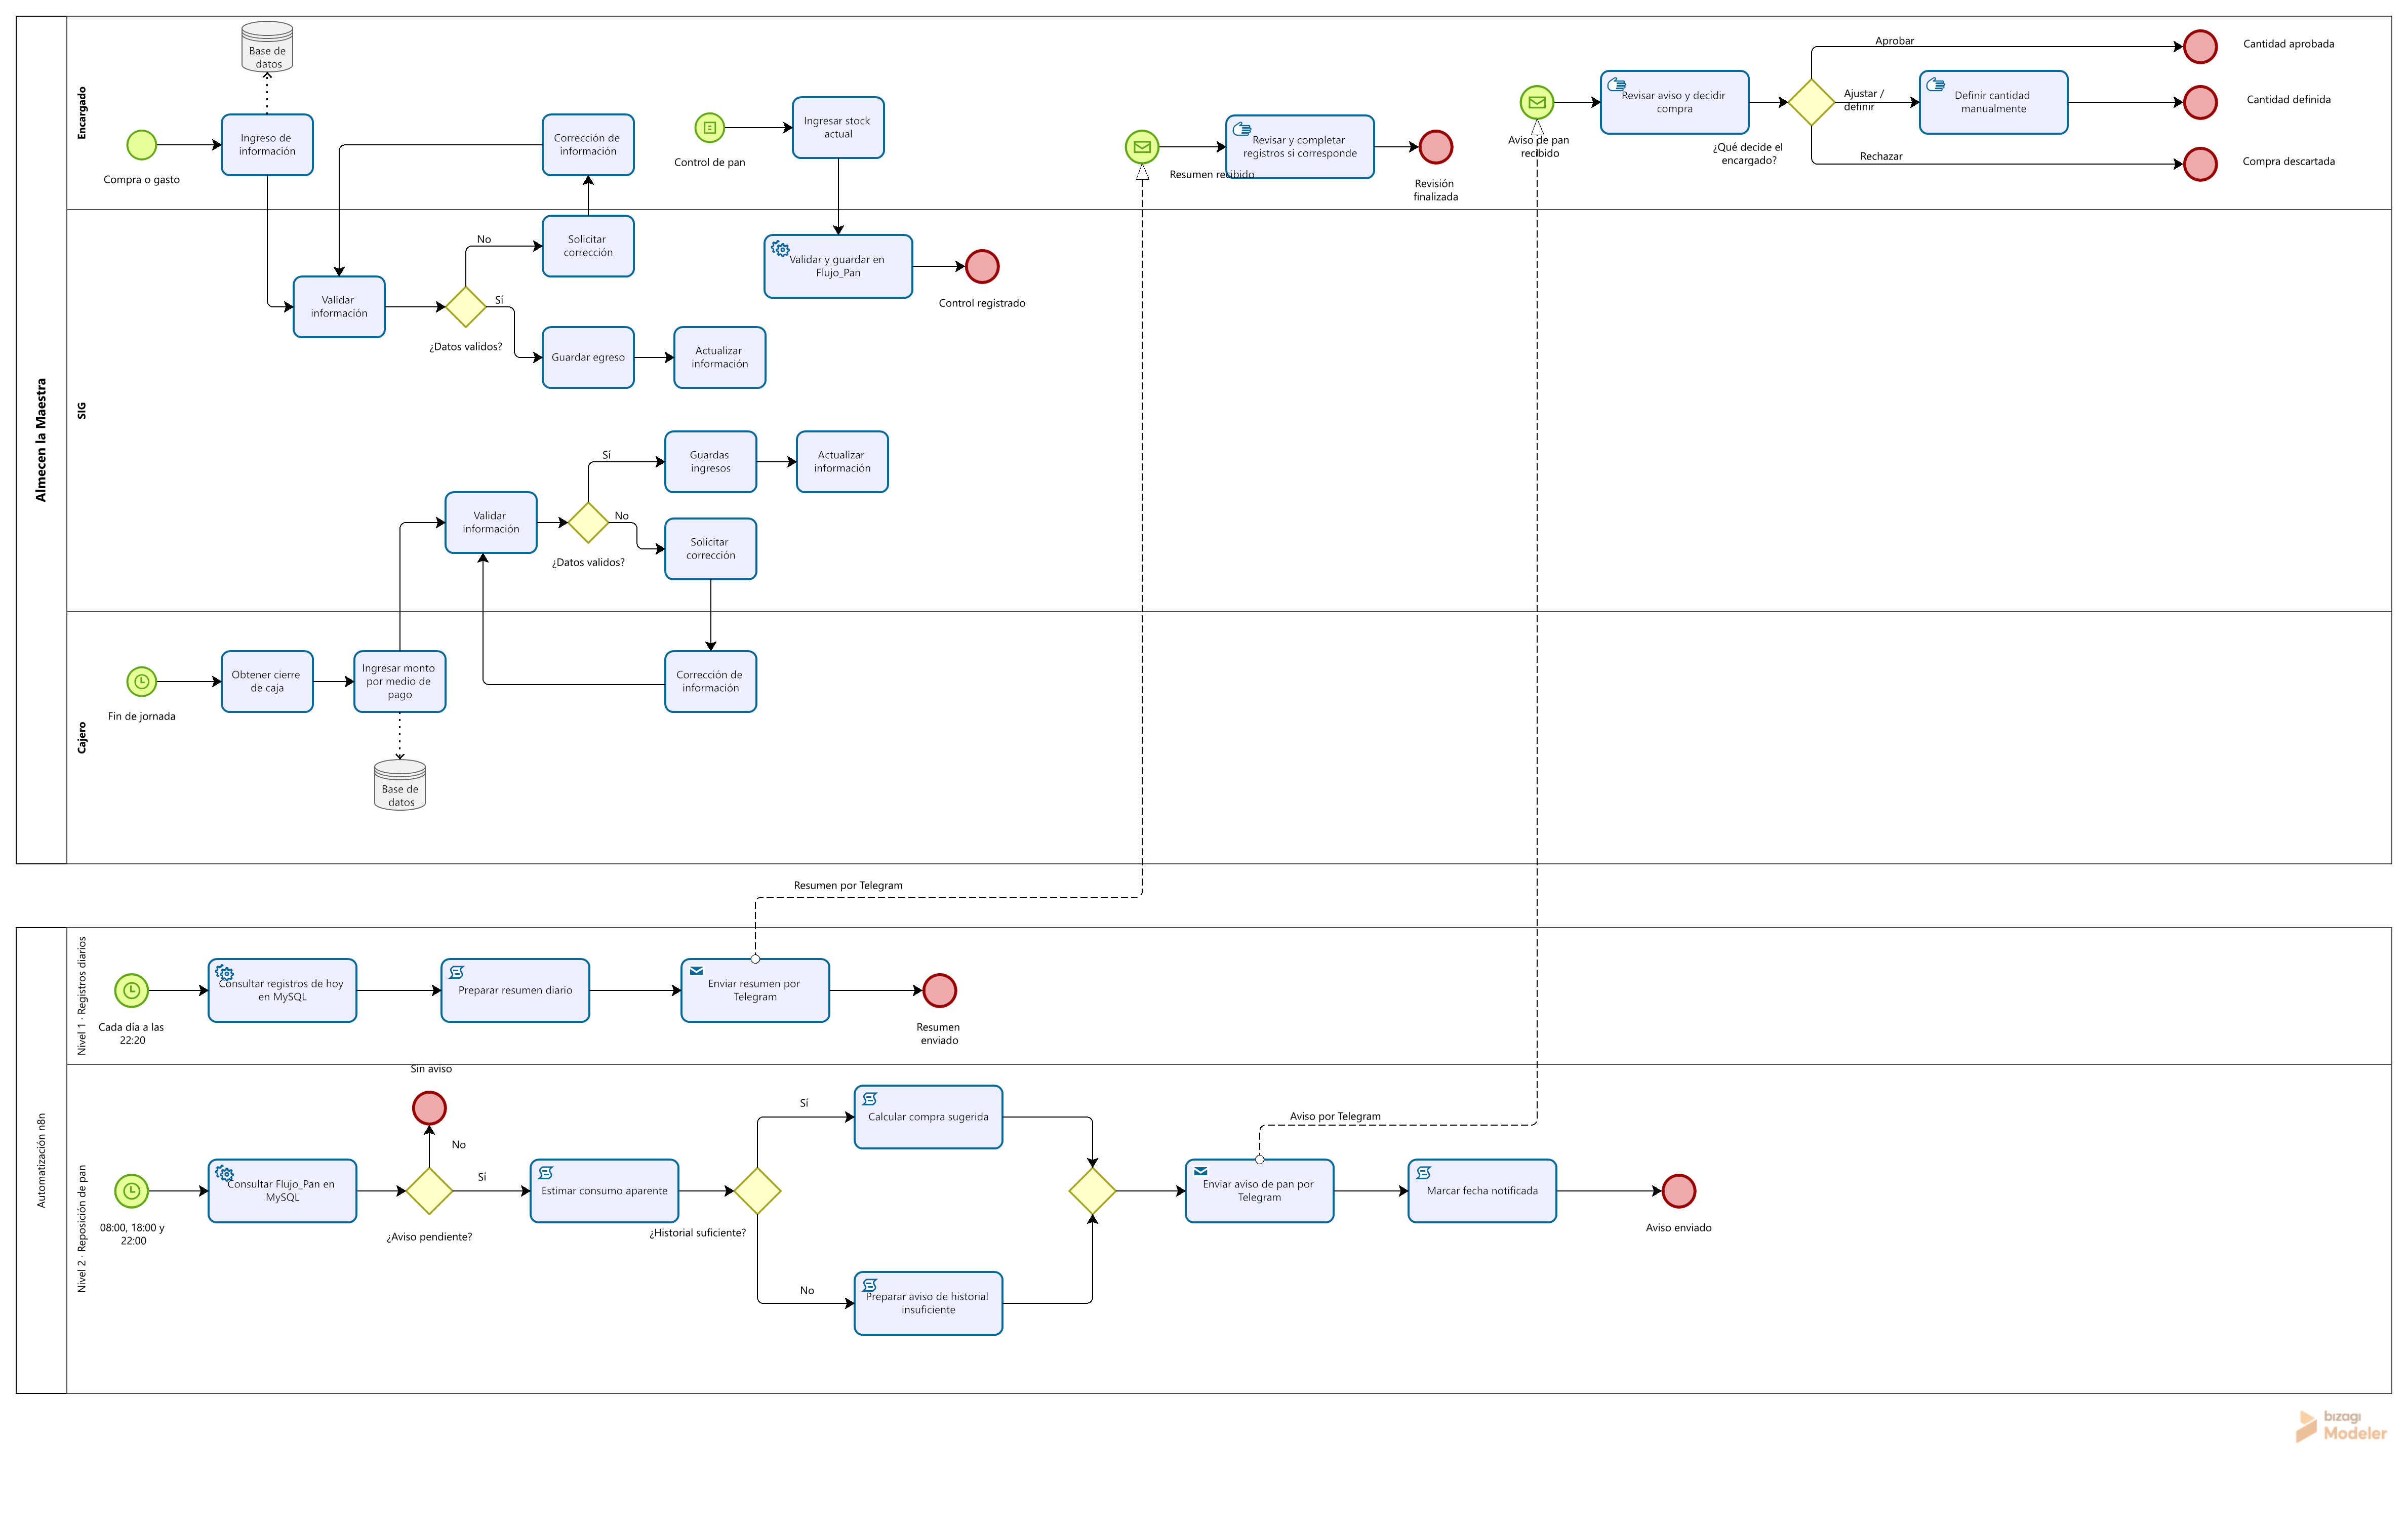 Almecen la Maestra
Encargado
Base de
datos
Compra o gasto
Ingreso de
información
Corrección de
información
Control de pan
Ingresar stock
actual
Resumen recibido
Revisar y completar
registros si corresponde
Revisión
finalizada
Aviso de pan
recibido
Revisar aviso y decidir
compra
¿Qué decide el
encargado?
Aprobar
Ajustar /
definir
Rechazar
Definir cantidad
manualmente
Cantidad aprobada
Cantidad definida
Compra descartada
SIG
Validar
información
¿Datos validos?
No
Sí
Solicitar
corrección
Guardar egreso
Actualizar
información
Validar y guardar en
Flujo_Pan
Control registrado
Validar
información
¿Datos validos?
Sí
No
Guardas
ingresos
Actualizar
información
Solicitar
corrección
Cajero
Fin de jornada
Obtener cierre
de caja
Ingresar monto
por medio de
pago
Corrección de
información
Base de
datos
Resumen por Telegram
Automatización n8n
Nivel 1 · Registros diarios
Cada día a las
22:20
Consultar registros de hoy
en MySQL
Preparar resumen diario
Enviar resumen por
Telegram
Resumen
enviado
Nivel 2 · Reposición de pan
08:00, 18:00 y
22:00
Consultar Flujo_Pan en
MySQL
Sin aviso
No
Sí
¿Aviso pendiente?
Estimar consumo aparente
¿Historial suficiente?
Sí
No
Calcular compra sugerida
Preparar aviso de historial
insuficiente
Aviso por Telegram
Enviar aviso de pan por
Telegram
Marcar fecha notificada
Aviso enviado
bizagi
Modeler